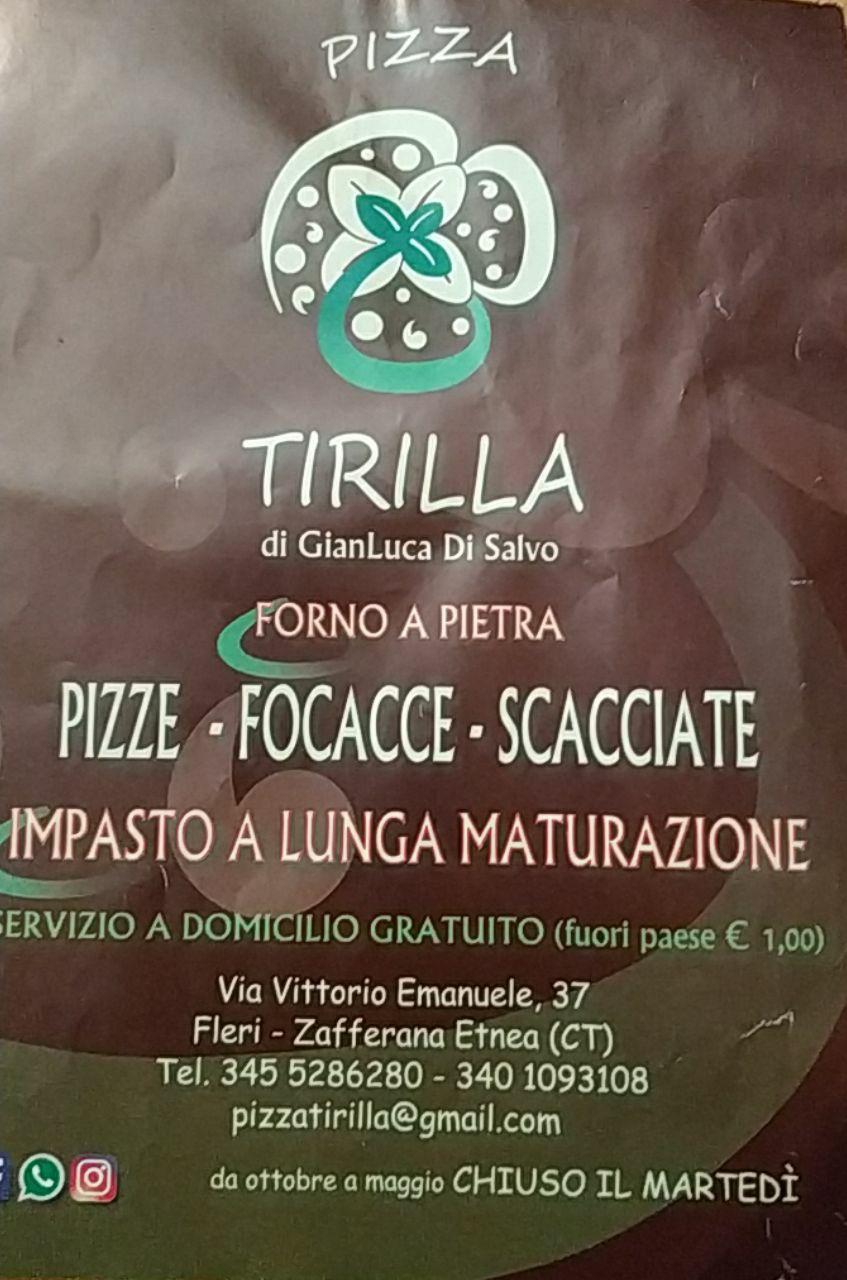 PIZZA
TIRILLA
di GianLuca Di Salvo
FORNO A PIETRA
PIZZE - FOCACCE - SCACCIATE
IMPASTO A LUNGA MATURAZIONE
SERVIZIO A DOMICILIO GRATUITO (fuori paese € 1,00)
Via Vittorio Emanuele, 37
Fleri - Zafferana Etnea (CT)
Tel. 345 5286280 - 340 1093108
pizzatirilla@gmail.com
da ottobre a maggio CHIUSO IL MARTEDÌ